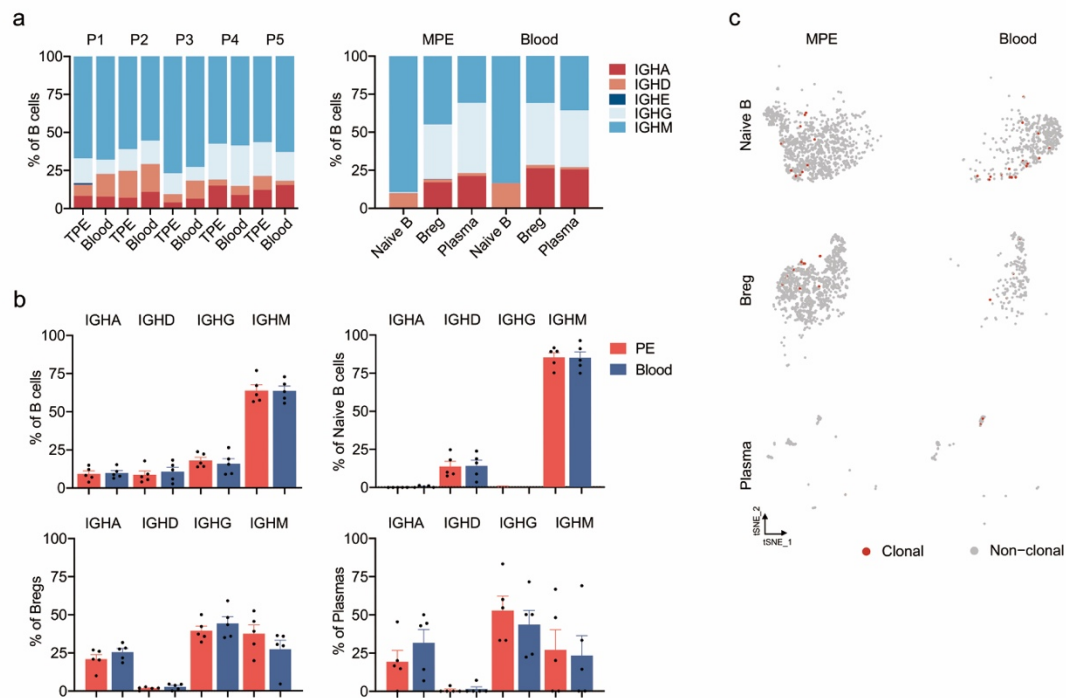 a
P1 P2 P3 P4 P5
% of B cells
100
75
50
25
0
TPE Blood TPE Blood TPE Blood TPE Blood TPE Blood
MPE Blood
% of B cells
100
75
50
25
0
Naive B Breg Plasma Naive B Breg Plasma
IGHA
IGHD
IGHE
IGHG
IGHM
b
IGHA IGHD IGHG IGHM
% of B cells
100
75
50
25
0
IGHA IGHD IGHG IGHM
% of Naive B cells
100
75
50
25
0
PE
Blood
IGHA IGHD IGHG IGHM
% of Bregs
100
75
50
25
0
IGHA IGHD IGHG IGHM
% of Plasmas
100
75
50
25
0
c
MPE Blood
Naive B
Breg
Plasma
tSNE_2
tSNE_1
Clonal Non−clonal